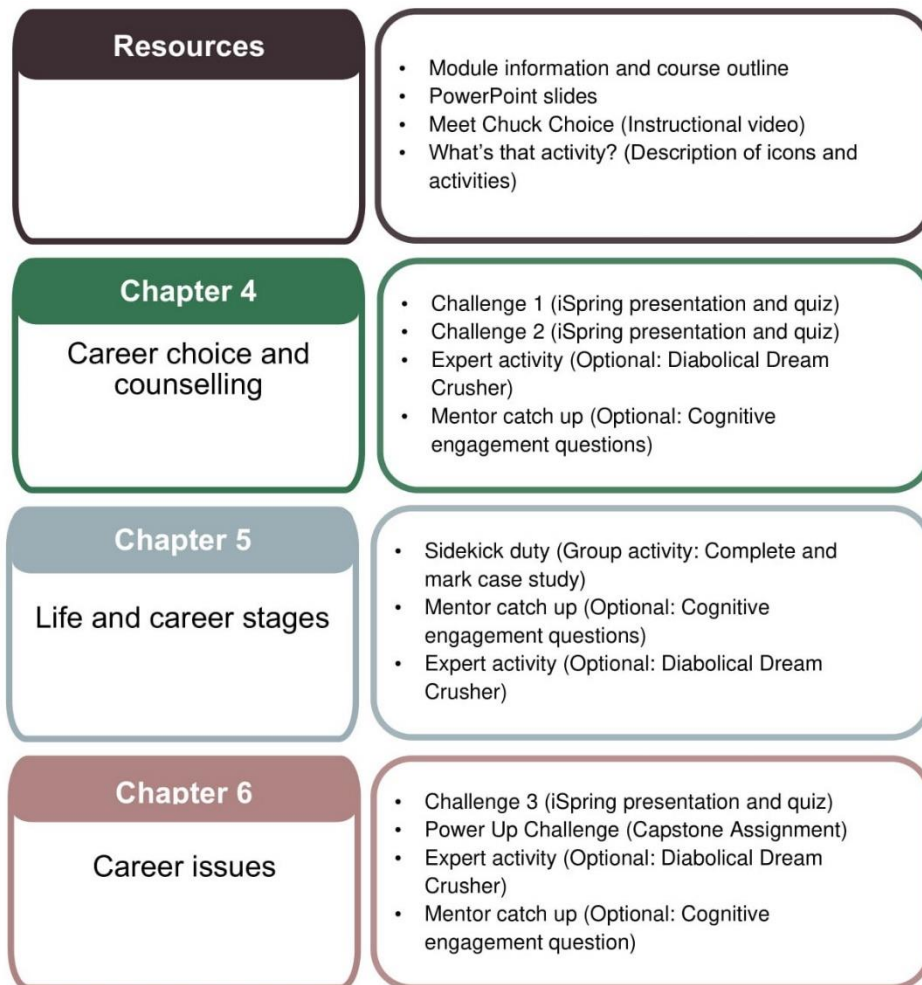 Resources
• Module information and course outline
• PowerPoint slides
• Meet Chuck Choice (Instructional video)
• What's that activity? (Description of icons and
activities)
Chapter 4
Career choice and
counselling
• Challenge 1 (iSpring presentation and quiz)
• Challenge 2 (iSpring presentation and quiz)
• Expert activity (Optional: Diabolical Dream
Crusher)
• Mentor catch up (Optional: Cognitive
engagement questions)
Chapter 5
Life and career stages
• Sidekick duty (Group activity: Complete and
mark case study)
• Mentor catch up (Optional: Cognitive
engagement questions)
• Expert activity (Optional: Diabolical Dream
Crusher)
Chapter 6
Career issues
• Challenge 3 (iSpring presentation and quiz)
• Power Up Challenge (Capstone Assignment)
• Expert activity (Optional: Diabolical Dream
Crusher)
• Mentor catch up (Optional: Cognitive
engagement question)